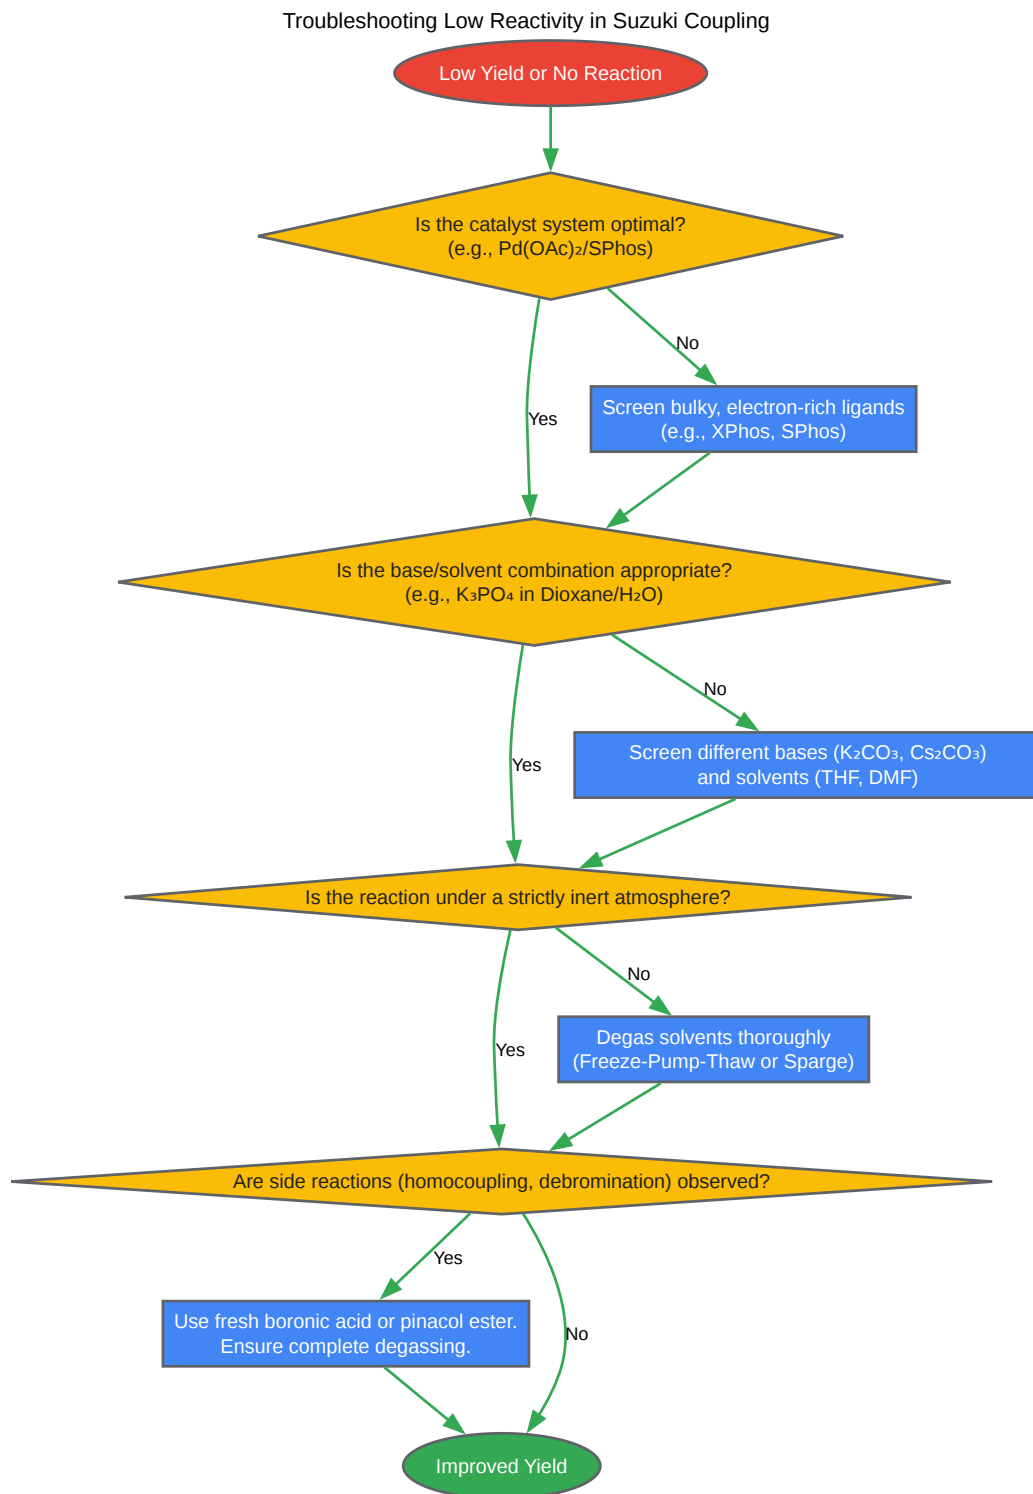 Troubleshooting Low Reactivity in Suzuki Coupling
Low Yield or No Reaction
Is the catalyst system optimal?
(e.g., Pd(OAc)₂/SPhos)
No
Screen bulky, electron-rich ligands
(e.g., XPhos, SPhos)
Yes
Is the base/solvent combination appropriate?
(e.g., K₃PO₄ in Dioxane/H₂O)
No
Screen different bases (K₂CO₃, Cs₂CO₃)
and solvents (THF, DMF)
Yes
Is the reaction under a strictly inert atmosphere?
No
Degas solvents thoroughly
(Freeze-Pump-Thaw or Sparge)
Yes
Are side reactions (homocoupling, debromination) observed?
Yes
Use fresh boronic acid or pinacol ester.
Ensure complete degassing.
No
Improved Yield